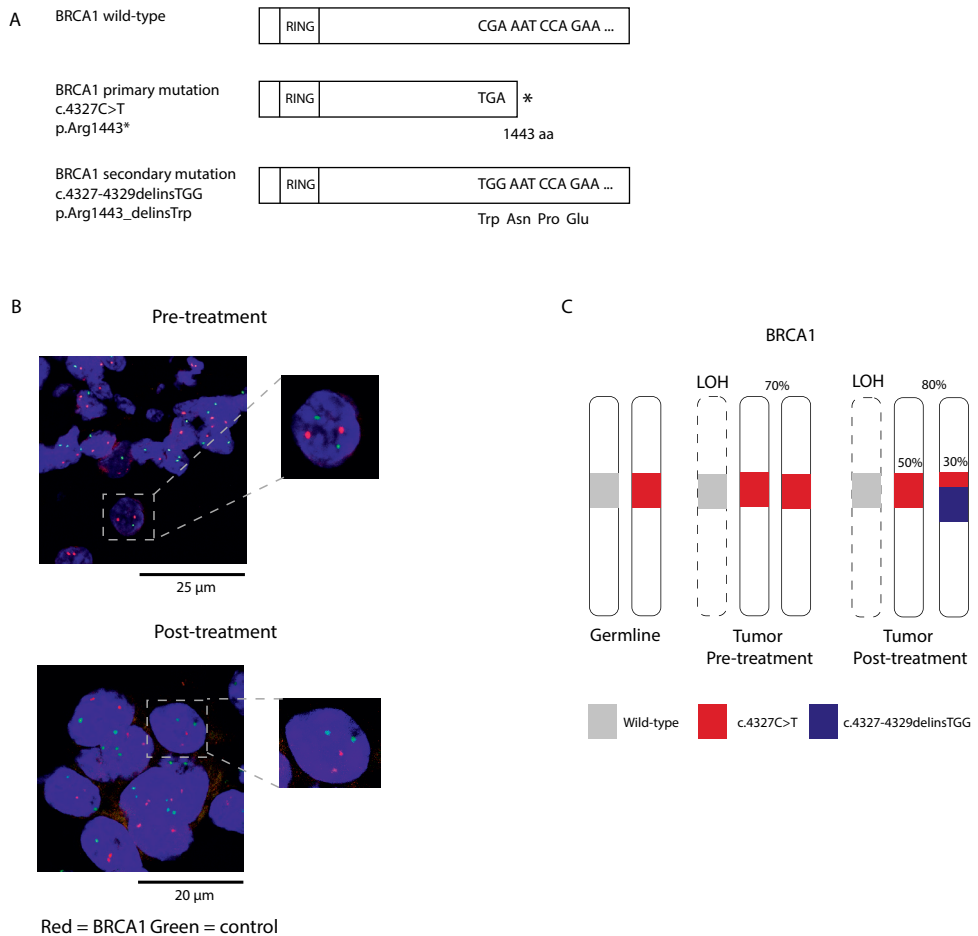 A
BRCA1 wild-type
RING
CGA AAT CCA GAA ...
BRCA1 primary mutation
c.4327C>T
p.Arg1443*
RING
TGA
*
1443 aa
BRCA1 secondary mutation
c.4327-4329delinsTGG
p.Arg1443_delinsTrp
RING
TGG AAT CCA GAA ...
Trp Asn Pro Glu
B
Pre-treatment
25 µm
Post-treatment
20 µm
Red = BRCA1 Green = control
C
BRCA1
LOH
70%
LOH
80%
50%
30%
Germline
Tumor
Pre-treatment
Tumor
Post-treatment
Wild-type
c.4327C>T
c.4327-4329delinsTGG